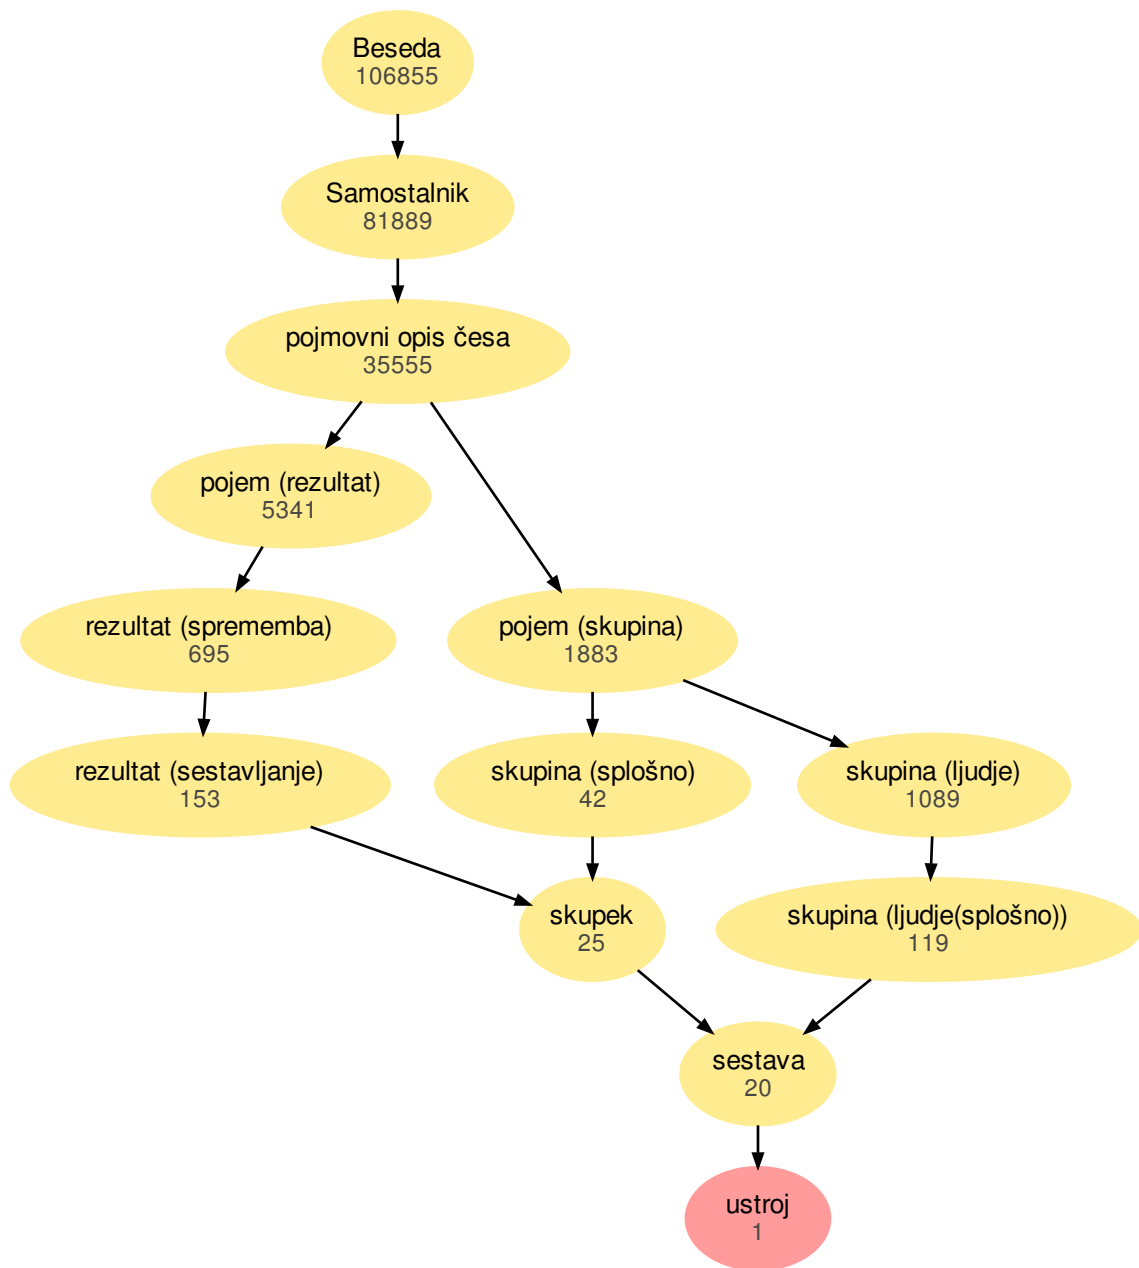 Beseda
106855
Samostalnik
81889
pojmovni opis česa
35555
pojem (rezultat)
5341
rezultat (sprememba)
695
pojem (skupina)
1883
rezultat (sestavljanje)
153
skupina (splošno)
42
skupina (ljudje)
1089
skupek
25
skupina (ljudje(splošno))
119
sestava
20
ustroj
1